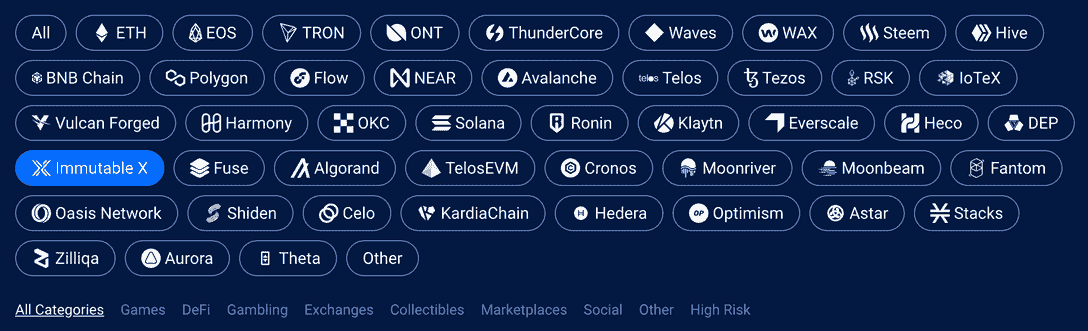 All ETH EOS TRON ONT ThunderCore Waves WAX Steem Hive
BNB Chain Polygon Flow NEAR Avalanche telos Telos Tezos RSK IoTeX
Vulcan Forged Harmony OKC Solana Ronin Klaytn Everscale Heco DEP
Immutable X Fuse Algorand TelosEVM Cronos Moonriver Moonbeam Fantom
Oasis Network Shiden Celo KardiaChain H Hedera OP Optimism Astar Stacks
Zilliqa Aurora Theta Other
All Categories Games DeFi Gambling Exchanges Collectibles Marketplaces Social Other High Risk